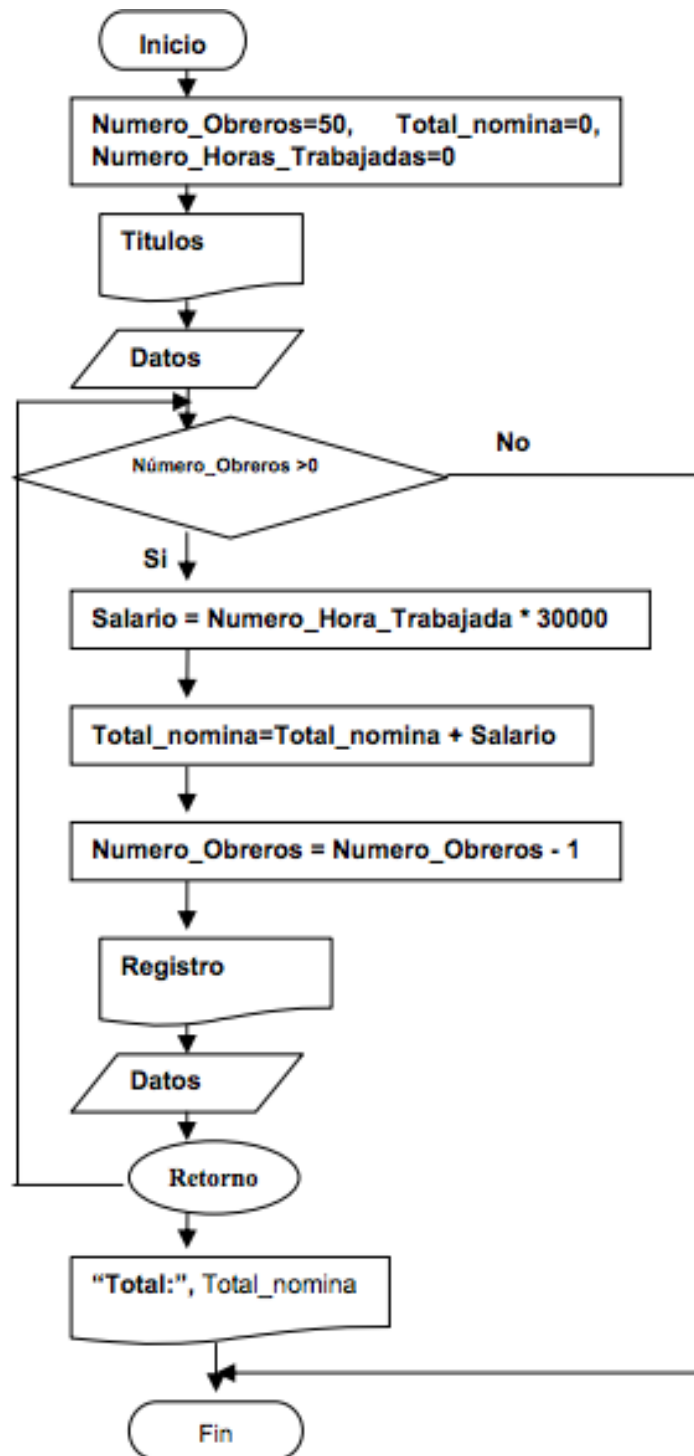 Inicio
Numero_Obreros=50, Total_nomina=0,
Numero_Horas_Trabajadas=0
Titulos
Datos
Número_Obreros >0
No
Si
Salario = Numero_Hora_Trabajada * 30000
Total_nomina=Total_nomina + Salario
Numero_Obreros = Numero_Obreros - 1
Registro
Datos
Retorno
“Total:”, Total_nomina
Fin